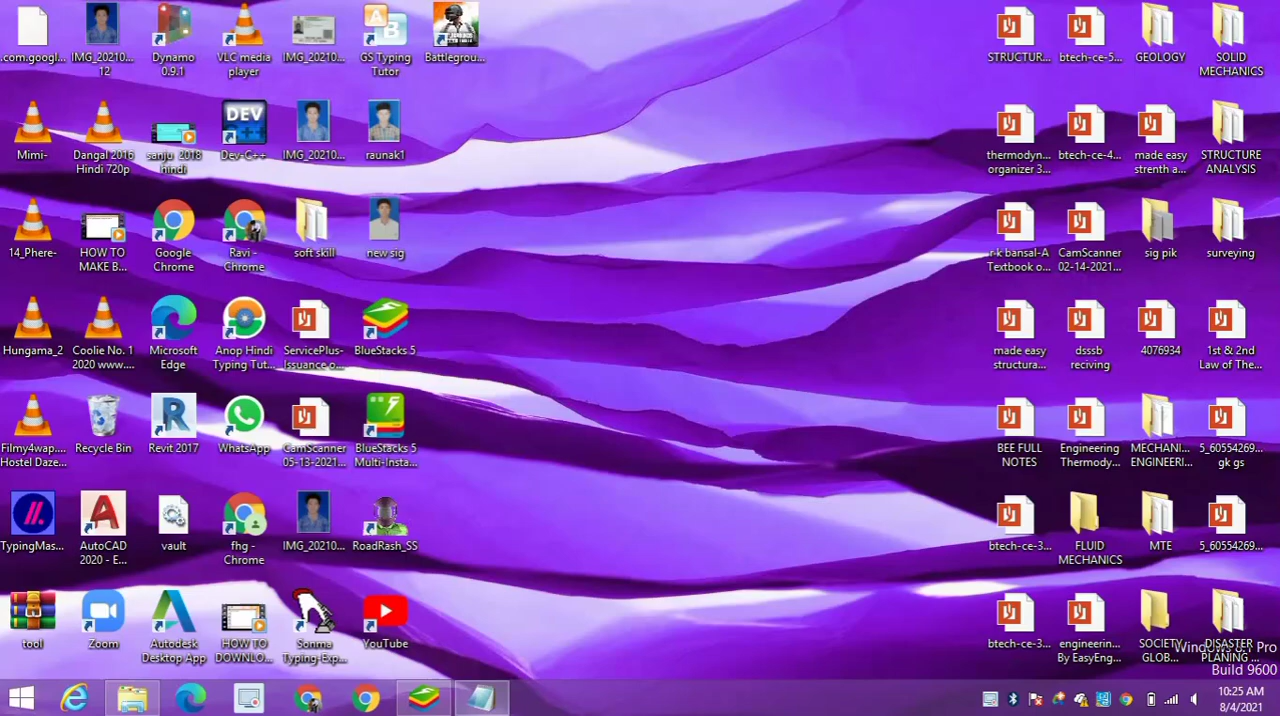 .com.googl...
IMG_20210...
12
Dynamo
0.9.1
VLC media
player
IMG_20210...
GS Typing
Tutor
Battlegrou...
STRUCTUR...
btech-ce-5...
GEOLOGY
SOLID
MECHANICS
Mimi-
Dangal 2016
Hindi 720p
sanju 2018
hindi
DEV
C++
Dev-C++
IMG_20210...
raunak1
thermodyn...
organizer 3...
btech-ce-4...
made easy
strenth a...
STRUCTURE
ANALYSIS
14_Phere-
HOW TO
MAKE B...
Google
Chrome
Ravi -
Chrome
soft skill
new sig
r-k bansal-A
Textbook o...
CamScanner
02-14-2021...
sig pik
surveying
Hungama_2
Coolie No. 1
2020 www....
Microsoft
Edge
Anop Hindi
Typing Tut...
ServicePlus-
Issuance o...
BlueStacks 5
made easy
structura...
dsssb
reciving
4076934
1st & 2nd
Law of The...
Filmy4wap....
Hostel Daze...
Recycle Bin
Revit 2017
WhatsApp
CamScanner
05-13-2021...
BlueStacks 5
Multi-Insta...
BEE FULL
NOTES
Engineering
Thermody...
MECHANI...
ENGINEERI...
5_60554269...
gk gs
TypingMas...
AutoCAD
2020 - E...
vault
fhg -
Chrome
IMG_20210...
RoadRash_SS
btech-ce-3...
FLUID
MECHANICS
MTE
5_60554269...
tool
Zoom
Autodesk
Desktop App
HOW TO
DOWNLO...
Sonma
Typing-Exp...
YouTube
btech-ce-3...
engineerin...
By EasyEng...
SOCIETY
GLOB...
DISASTER
PLANING ...
Build 9600
10:25 AM
8/4/2021